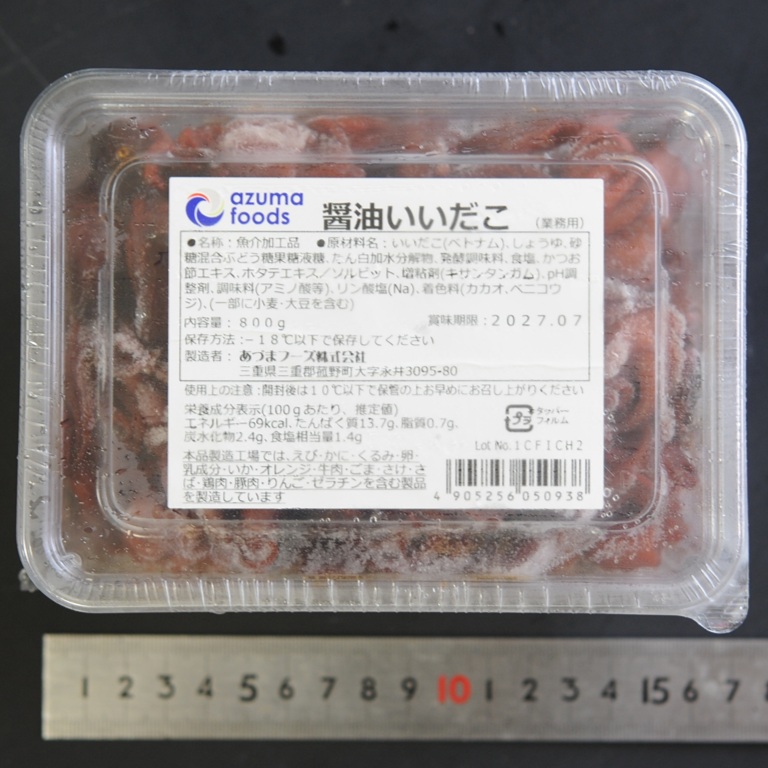 azuma
foods
醤油いいだこ
(業務用)
●名称:魚介加工品 ●原材料名:いいだこ(ベトナム)、しょうゆ、砂
糖混合ぶどう糖果糖液糖、たん白加水分解物、発酵調味料、食塩、かつお
節エキス、ホタテエキス/ソルビット、増粘剤(キサンタンガム)、pH調
整剤、調味料(アミノ酸等)、リン酸塩(Na)、着色料(カカオ、ベニコウ
ジ)、(一部に小麦・大豆を含む)
内容量:800g 賞味期限:2027.07
保存方法:-18℃以下で保存してください
製造者:あづまフーズ株式会社
三重県三重郡菰野町大字永井3095-80
使用上の注意:開封後は10℃以下で保管の上お早めにお召し上がりください
栄養成分表示(100gあたり、推定値)
エネルギー69kcal、たんぱく質13.7g、脂質0.7g、
炭水化物2.4g、食塩相当量1.4g
プラ
タッパー
フィルム
Lot No.1CF1CH2
本品製造工場では、えび・かに・くるみ・卵・
乳成分・いか・オレンジ・牛肉・ごま・さけ・さ
ば・鶏肉・豚肉・りんご・ゼラチンを含む製品
を製造しています
4 905256 050938
1 2 3 4 5 6 7 8 9 10 1 2 3 4 15 6 7